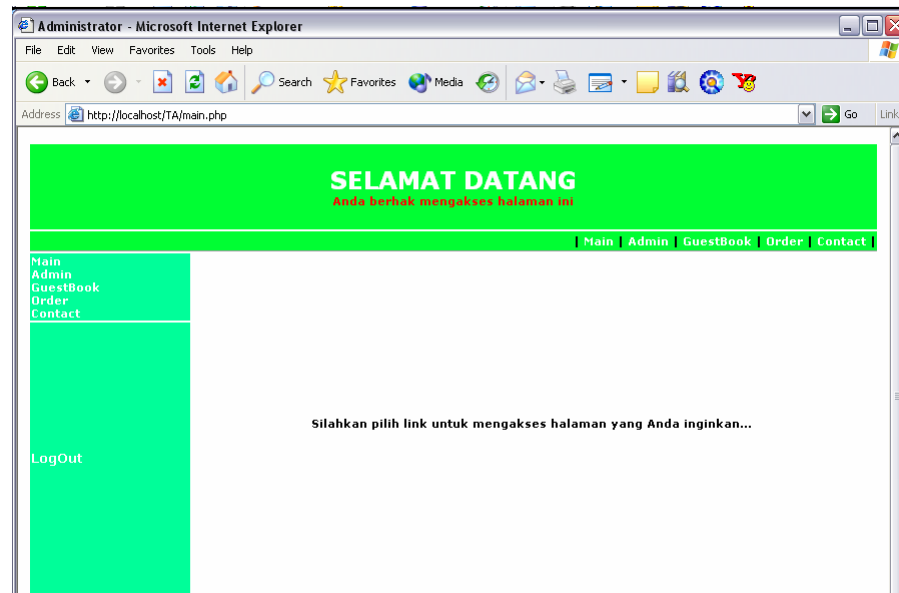 Administrator - Microsoft Internet Explorer
File Edit View Favorites Tools Help
Back Search Favorites Media
Address http://localhost/TA/main.php Go Link
SELAMAT DATANG
Anda berhak mengakses halaman ini
| Main | Admin | GuestBook | Order | Contact |
Main
Admin
GuestBook
Order
Contact
Silahkan pilih link untuk mengakses halaman yang Anda inginkan...
LogOut